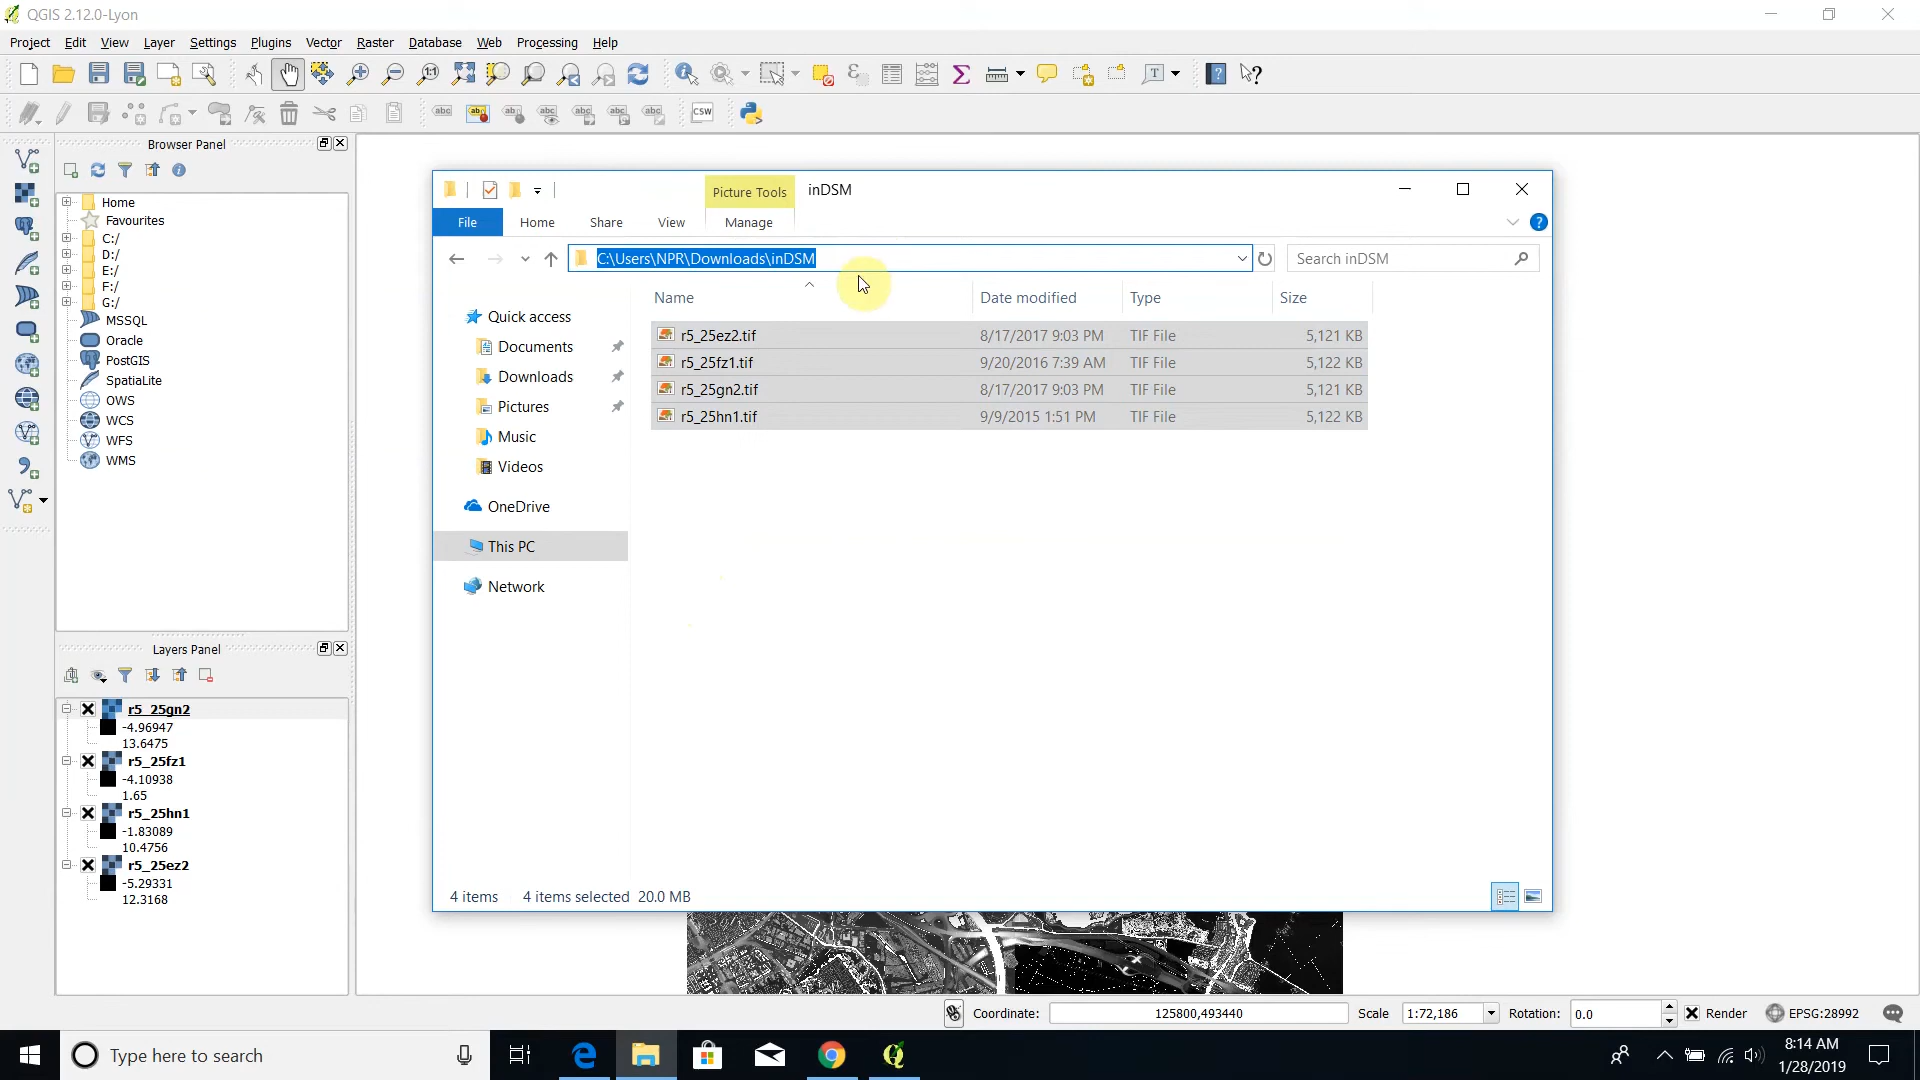 QGIS 2.12.0-Lyon
Project Edit View Layer Settings Plugins Vector Raster Database Web Processing Help
Browser Panel
Home
Favourites
C:/
D:/
E:/
F:/
G:/
MSSQL
Oracle
PostGIS
SpatiaLite
OWS
WCS
WFS
WMS
Layers Panel
r5_25gn2
-4.96947
13.6475
r5_25fz1
-4.10938
1.65
r5_25hn1
-1.83089
10.4756
r5_25ez2
-5.29331
12.3168
Picture Tools inDSM
File Home Share View Manage
C:\Users\NPR\Downloads\inDSM Search inDSM
Name Date modified Type Size
r5_25ez2.tif 8/17/2017 9:03 PM TIF File 5,121 KB
r5_25fz1.tif 9/20/2016 7:39 AM TIF File 5,122 KB
r5_25gn2.tif 8/17/2017 9:03 PM TIF File 5,121 KB
r5_25hn1.tif 9/9/2015 1:51 PM TIF File 5,122 KB
Quick access
Documents
Downloads
Pictures
Music
Videos
OneDrive
This PC
Network
4 items 4 items selected 20.0 MB
Coordinate: 125800,493440 Scale 1:72,186 Rotation: 0.0 Render EPSG:28992
Type here to search
8:14 AM
1/28/2019